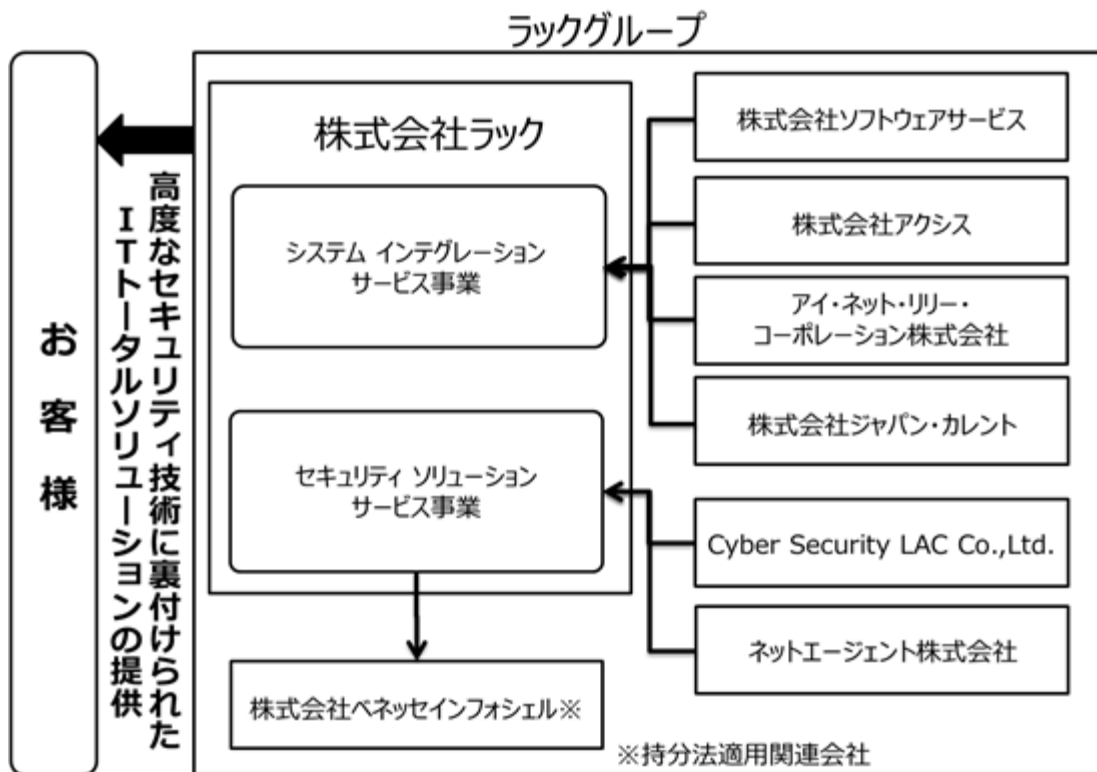 ラックグループ
お客様
高度なセキュリティ技術に裏付けられた
ITトータルソリューションの提供
株式会社ラック
システム インテグレーション
サービス事業
セキュリティ ソリューション
サービス事業
株式会社ベネッセインフォシェル※
株式会社ソフトウェアサービス
株式会社アクシス
アイ・ネット・リリー・
コーポレーション株式会社
株式会社ジャパン・カレント
Cyber Security LAC Co.,Ltd.
ネットエージェント株式会社
※持分法適用関連会社